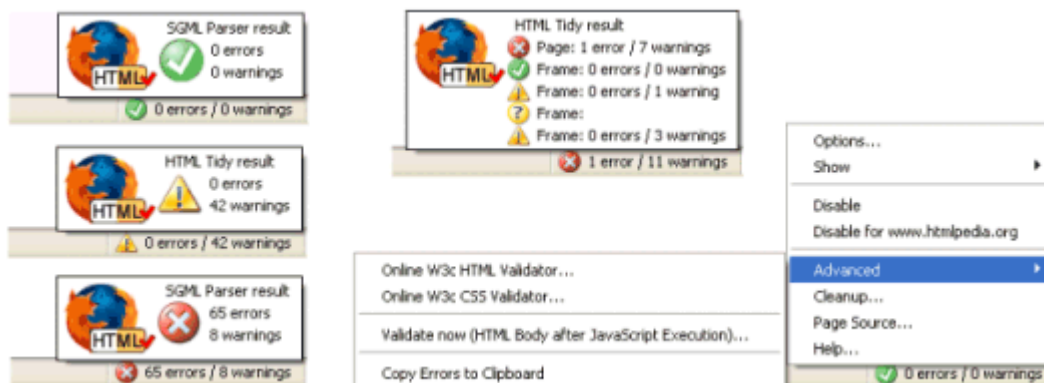 SGML Parser result
0 errors
0 warnings
HTML
0 errors / 0 warnings
HTML Tidy result
0 errors
42 warnings
HTML
0 errors / 42 warnings
SGML Parser result
65 errors
8 warnings
HTML
65 errors / 8 warnings
HTML Tidy result
Page: 1 error / 7 warnings
HTML
Frame: 0 errors / 0 warnings
Frame: 0 errors / 1 warning
Frame:
Frame: 0 errors / 3 warnings
1 error / 11 warnings
Online W3c HTML Validator...
Online W3c CSS Validator...
Validate now (HTML Body after JavaScript Execution)...
Copy Errors to Clipboard
Options...
Show
Disable
Disable for www.htmlpedia.org
Advanced
Cleanup...
Page Source...
Help...
0 errors / 0 warnings